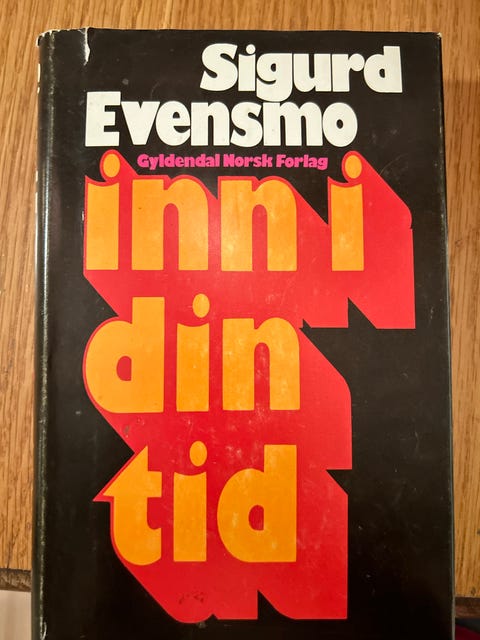 Sigurd
Evensmo
Gyldendal Norsk Forlag
inn i
din
tid